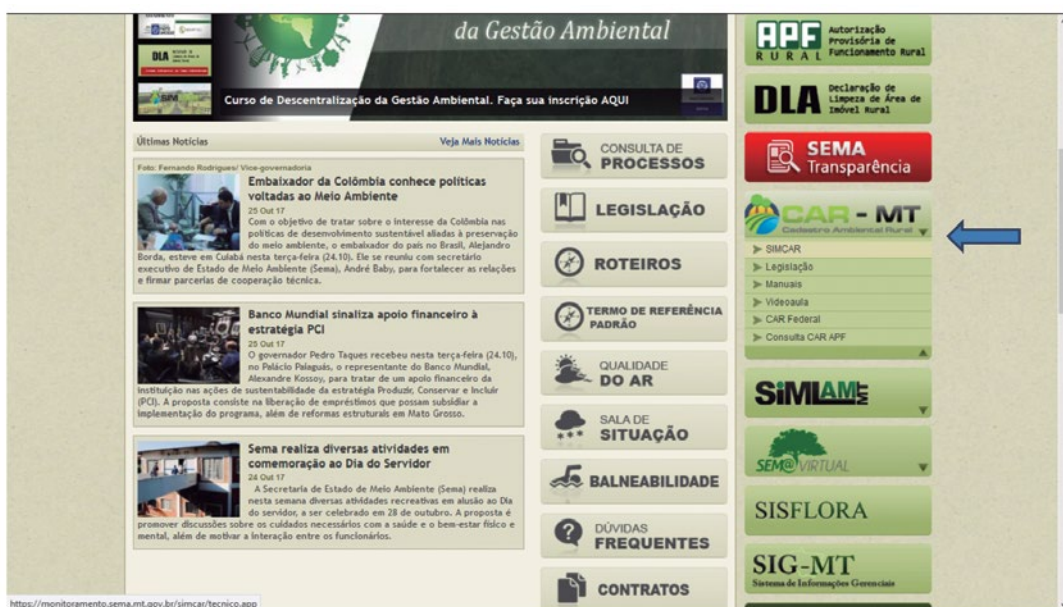 da Gestão Ambiental
DLA
Curso de Descentralização da Gestão Ambiental. Faça sua inscrição AQUI
Últimas Notícias
Veja Mais Notícias
Foto: Fernando Rodrigues/ Vice-governadoria
Embaixador da Colômbia conhece políticas
voltadas ao Meio Ambiente
25 Out 17
Com o objetivo de tratar sobre o interesse da Colômbia nas
políticas de desenvolvimento sustentável aliadas à preservação
do meio ambiente, o embaixador do país no Brasil, Alejandro
Borda, esteve em Cuiabá nesta terça-feira (24.10). Ele se reuniu com secretário
executivo de Estado de Meio Ambiente (Sema), André Baby, para fortalecer as relações
e firmar parcerias de cooperação técnica.
Banco Mundial sinaliza apoio financeiro à
estratégia PCI
25 Out 17
O governador Pedro Taques recebeu nesta terça-feira (24.10),
no Palácio Paiaguás, o representante do Banco Mundial,
Alexandre Kossoy, para tratar de um apoio financeiro da
instituição nas ações de sustentabilidade da estratégia Produzir, Conservar e Incluir
(PCI). A proposta consiste na liberação de empréstimos que possam subsidiar a
implementação do programa, além de reformas estruturais em Mato Grosso.
Sema realiza diversas atividades em
comemoração ao Dia do Servidor
24 Out 17
A Secretaria de Estado de Meio Ambiente (Sema) realiza
nesta semana diversas atividades recreativas em alusão ao Dia
do servidor, a ser celebrado em 28 de outubro. A proposta é
promover discussões sobre os cuidados necessários com a saúde e o bem-estar físico e
mental, além de motivar a interação entre os funcionários.
CONSULTA DE
PROCESSOS
LEGISLAÇÃO
ROTEIROS
TERMO DE REFERÊNCIA
PADRÃO
QUALIDADE
DO AR
SALA DE
SITUAÇÃO
BALNEABILIDADE
DÚVIDAS
FREQUENTES
CONTRATOS
APF
RURAL
Autorização
Provisória de
Funcionamento Rural
DLA
Declaração de
Limpeza de Área de
Imóvel Rural
SEMA
Transparência
CAR - MT
Cadastro Ambiental Rural
SIMCAR
Legislação
Manuais
Videoaula
CAR Federal
Consulta CAR APF
SiMLAM MT
SEM@ VIRTUAL
SISFLORA
SIG-MT
Sistema de Informações Gerenciais
https://monitoramento.sema.mt.gov.br/simcar/tecnico.app